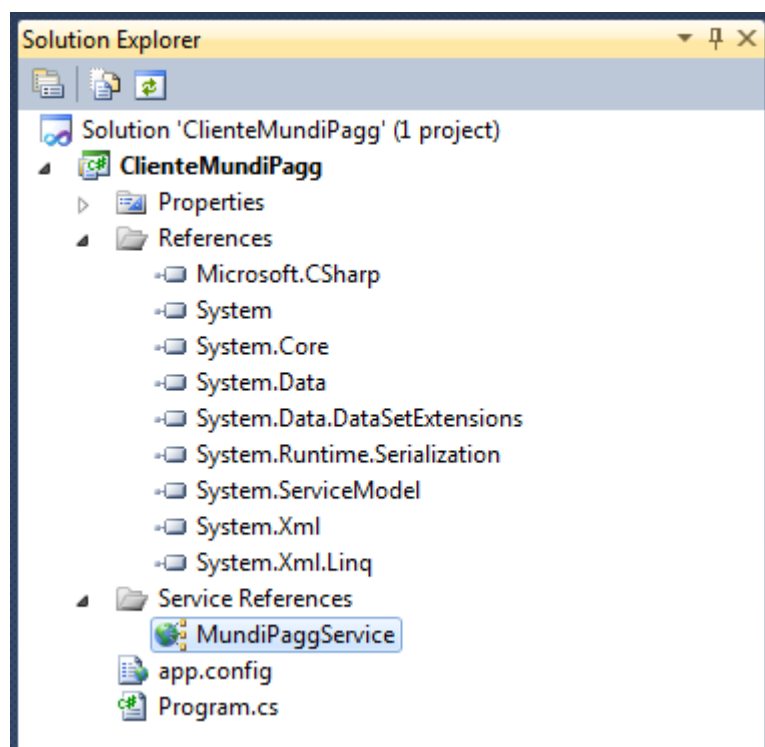 Solution Explorer
Solution 'ClienteMundiPagg' (1 project)
ClienteMundiPagg
Properties
References
Microsoft.CSharp
System
System.Core
System.Data
System.Data.DataSetExtensions
System.Runtime.Serialization
System.ServiceModel
System.Xml
System.Xml.Linq
Service References
MundiPaggService
app.config
Program.cs